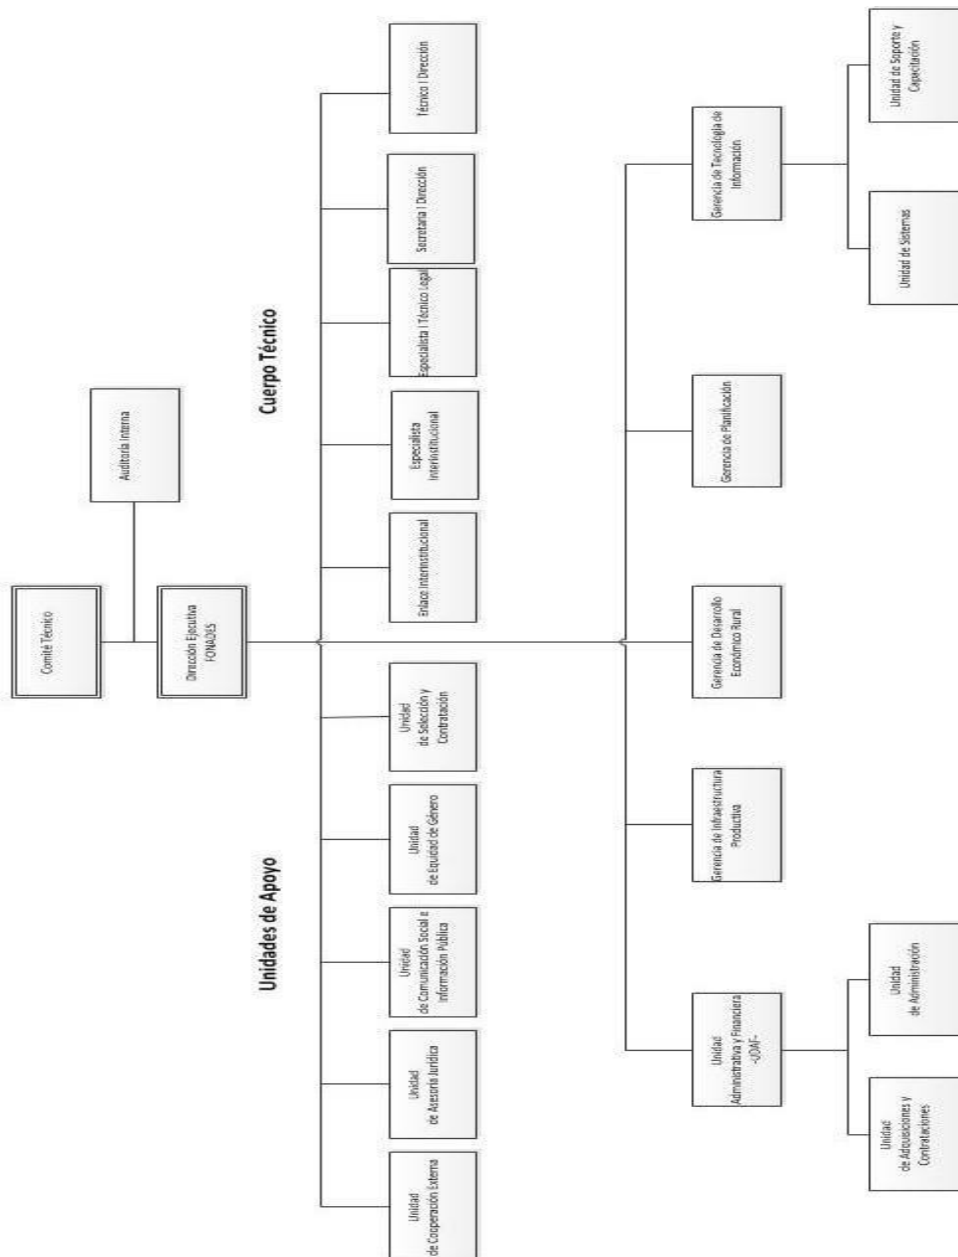 Comité Técnico
Auditoría Interna
Dirección Ejecutiva
FONADES
Unidades de Apoyo
Cuerpo Técnico
Unidad
de Cooperación Externa
Unidad
de Asesoría Jurídica
Unidad
de Comunicación Social e
Información Pública
Unidad
de Equidad de Género
Unidad
de Selección y
Contratación
Enlace Interinstitucional
Especialista
Interinstitucional
Especialista I Técnico Legal
Secretaria I Dirección
Técnico I Dirección
Unidad
Administrativa y Financiera
-UDAF-
Gerencia de Infraestructura
Productiva
Gerencia de Desarrollo
Económico Rural
Gerencia de Planificación
Gerencia de Tecnología de
Información
Unidad
de Adquisiciones y
Contrataciones
Unidad
de Administración
Unidad de Sistemas
Unidad de Soporte y
Capacitación